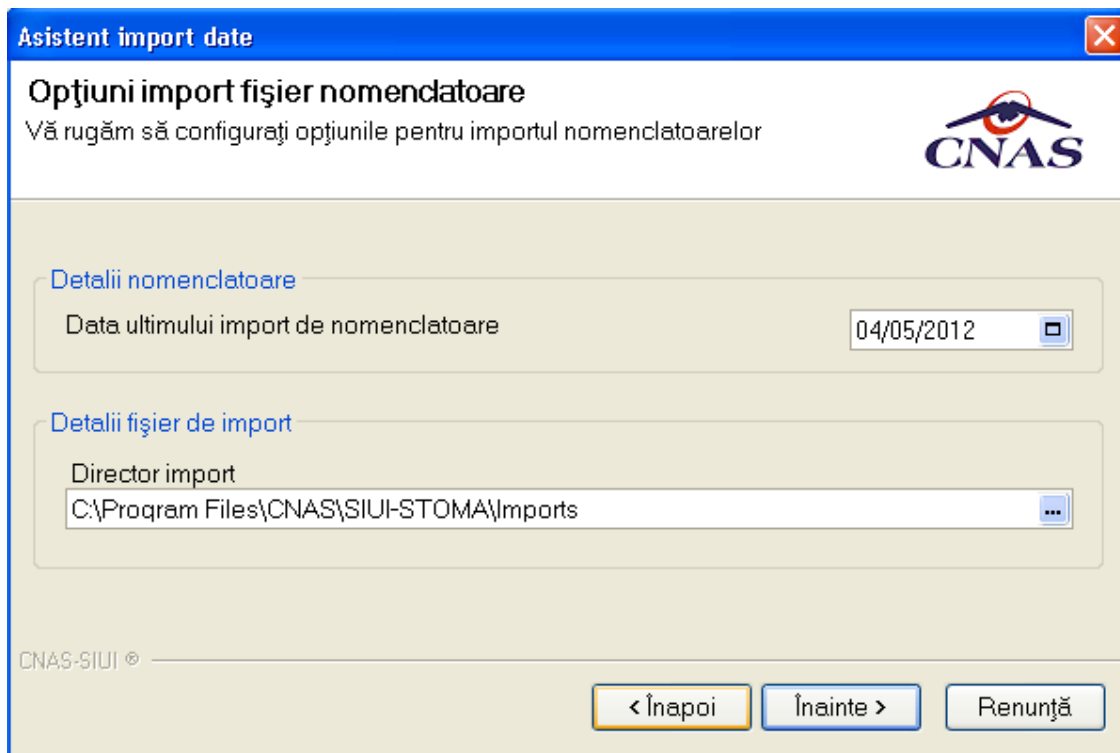 Asistent import date
Opţiuni import fişier nomenclatoare
Vă rugăm să configuraţi opţiunile pentru importul nomenclatoarelor
CNAS
Detalii nomenclatoare
Data ultimului import de nomenclatoare
04/05/2012
Detalii fişier de import
Director import
C:\Program Files\CNAS\SIUI-STOMA\Imports
...
CNAS-SIUI ®
< Înapoi
Înainte >
Renunţă